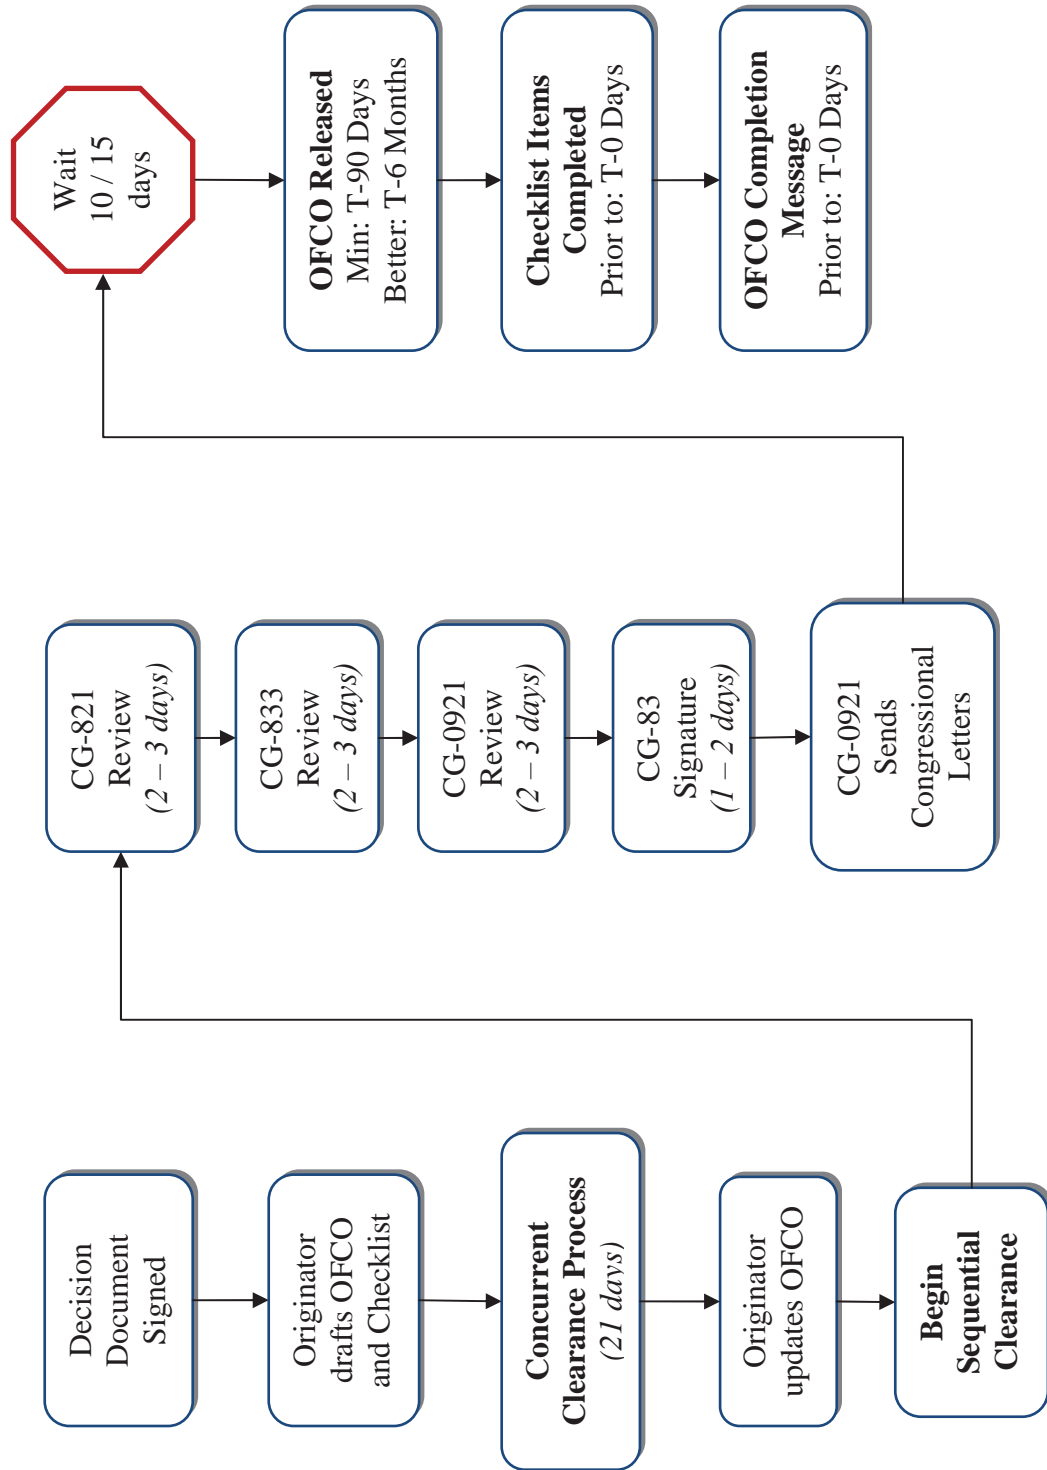 Decision
Document
Signed
Originator
drafts OFCO
and Checklist
Concurrent
Clearance Process
(21 days)
Originator
updates OFCO
Begin
Sequential
Clearance
CG-821
Review
(2 – 3 days)
CG-833
Review
(2 – 3 days)
CG-0921
Review
(2 – 3 days)
CG-83
Signature
(1 – 2 days)
CG-0921
Sends
Congressional
Letters
Wait
10 / 15
days
OFCO Released
Min: T-90 Days
Better: T-6 Months
Checklist Items
Completed
Prior to: T-0 Days
OFCO Completion
Message
Prior to: T-0 Days